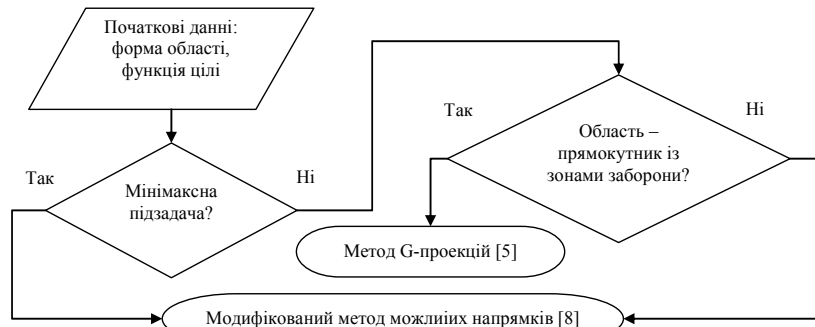 Початкові данні:
форма області,
функція цілі
Так
Ні
Область –
прямокутник із
зонами заборони?
Так
Ні
Мінімаксна
підзадача?
Метод G-проекцій [5]
Модифікований метод можлиіих напрямків [8]